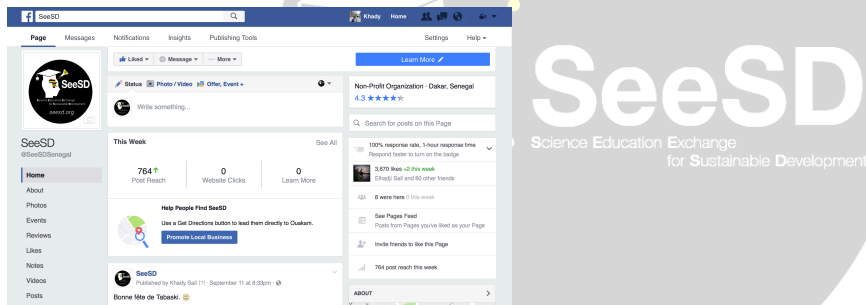 SeeSD
Khady Home
Page Messages Notifications Insights Publishing Tools Settings Help
Liked Message More Learn More
SeeSD
Science Education Exchange
for Sustainable Development
seesd.org
SeeSD
@SeeSDSenegal
Home
About
Photos
Events
Reviews
Likes
Notes
Videos
Posts
Status Photo / Video Offer, Event +
Write something...
This Week See All
764 0 0
Post Reach Website Clicks Learn More
Help People Find SeeSD
Use a Get Directions button to lead them directly to Ouakam.
Promote Local Business
SeeSD
Published by Khady Sall [?] · September 11 at 8:33pm ·
Bonne fête de Tabaski.
Non-Profit Organization · Dakar, Senegal
4.3 ★★★★
Search for posts on this Page
100% response rate, 1-hour response time
Respond faster to turn on the badge
3,670 likes +2 this week
Elhadji Sall and 60 other friends
8 were here 0 this week
See Pages Feed
Posts from Pages you've liked as your Page
Invite friends to like this Page
764 post reach this week
ABOUT
SeeSD
Science Education Exchange
for Sustainable Development